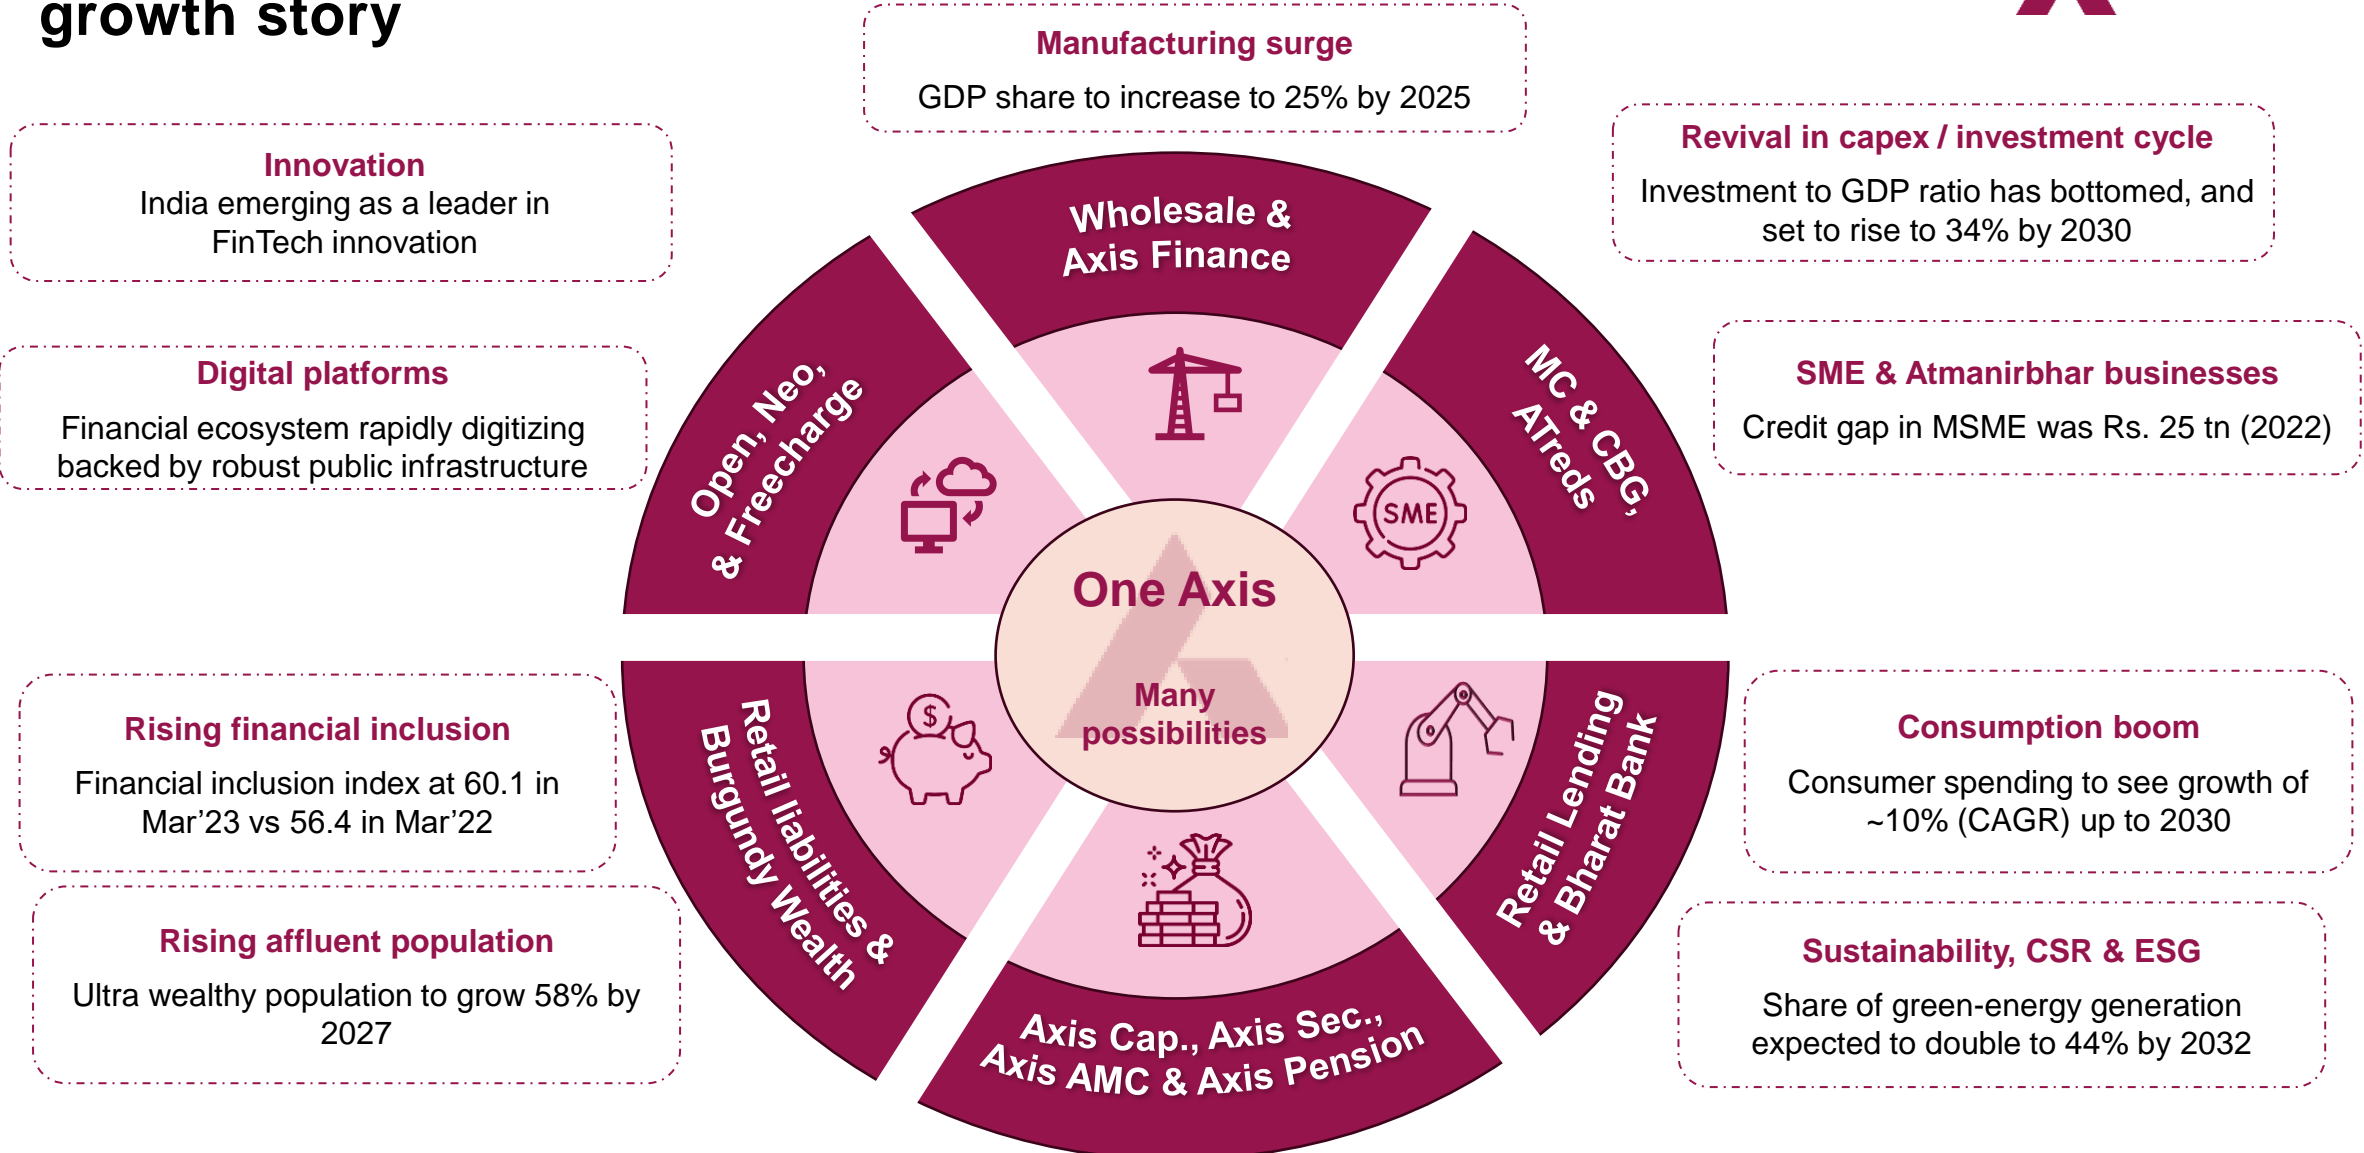 growth story
Manufacturing surge
GDP share to increase to 25% by 2025
Innovation
India emerging as a leader in
FinTech innovation
Revival in capex / investment cycle
Investment to GDP ratio has bottomed, and
set to rise to 34% by 2030
Digital platforms
Financial ecosystem rapidly digitizing
backed by robust public infrastructure
SME & Atmanirbhar businesses
Credit gap in MSME was Rs. 25 tn (2022)
Wholesale &
Axis Finance
Open, Neo,
& Freecharge
MC & CBG,
ATreds
SME
One Axis
Many
possibilities
$
Retail liabilities &
Burgundy Wealth
Retail Lending
& Bharat Bank
Axis Cap., Axis Sec.,
Axis AMC & Axis Pension
Rising financial inclusion
Financial inclusion index at 60.1 in
Mar’23 vs 56.4 in Mar’22
Consumption boom
Consumer spending to see growth of
~10% (CAGR) up to 2030
Rising affluent population
Ultra wealthy population to grow 58% by
2027
Sustainability, CSR & ESG
Share of green-energy generation
expected to double to 44% by 2032